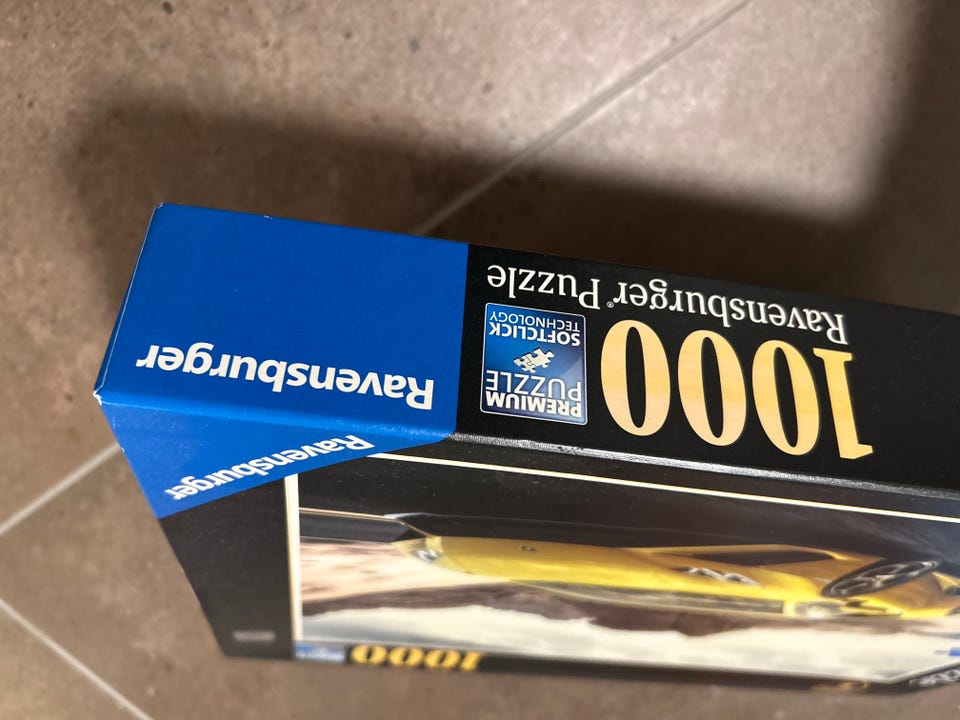 Ravensburger
1000
Ravensburger® Puzzle
PREMIUM
PUZZLE
SOFTCLICK
TECHNOLOGY
Ravensburger
1000